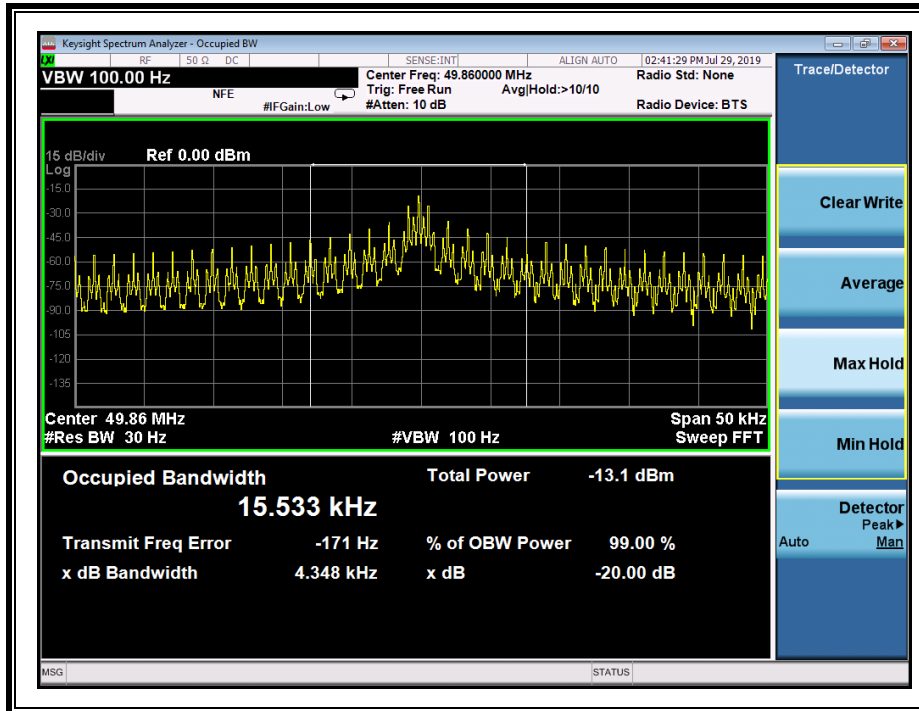 Keysight Spectrum Analyzer - Occupied BW
LXI RF 50 Ω DC SENSE:INT ALIGN AUTO 02:41:29 PM Jul 29, 2019
VBW 100.00 Hz
NFE
#IFGain:Low
Center Freq: 49.860000 MHz
Trig: Free Run Avg|Hold:>10/10
#Atten: 10 dB
Radio Std: None
Radio Device: BTS
15 dB/div Ref 0.00 dBm
Log
-15.0
-30.0
-45.0
-60.0
-75.0
-90.0
-105
-120
-135
Center 49.86 MHz Span 50 kHz
#Res BW 30 Hz #VBW 100 Hz Sweep FFT
Occupied Bandwidth Total Power -13.1 dBm
15.533 kHz
Transmit Freq Error -171 Hz % of OBW Power 99.00 %
x dB Bandwidth 4.348 kHz x dB -20.00 dB
Trace/Detector
Clear Write
Average
Max Hold
Min Hold
Detector
Peak▶
Auto Man
MSG STATUS